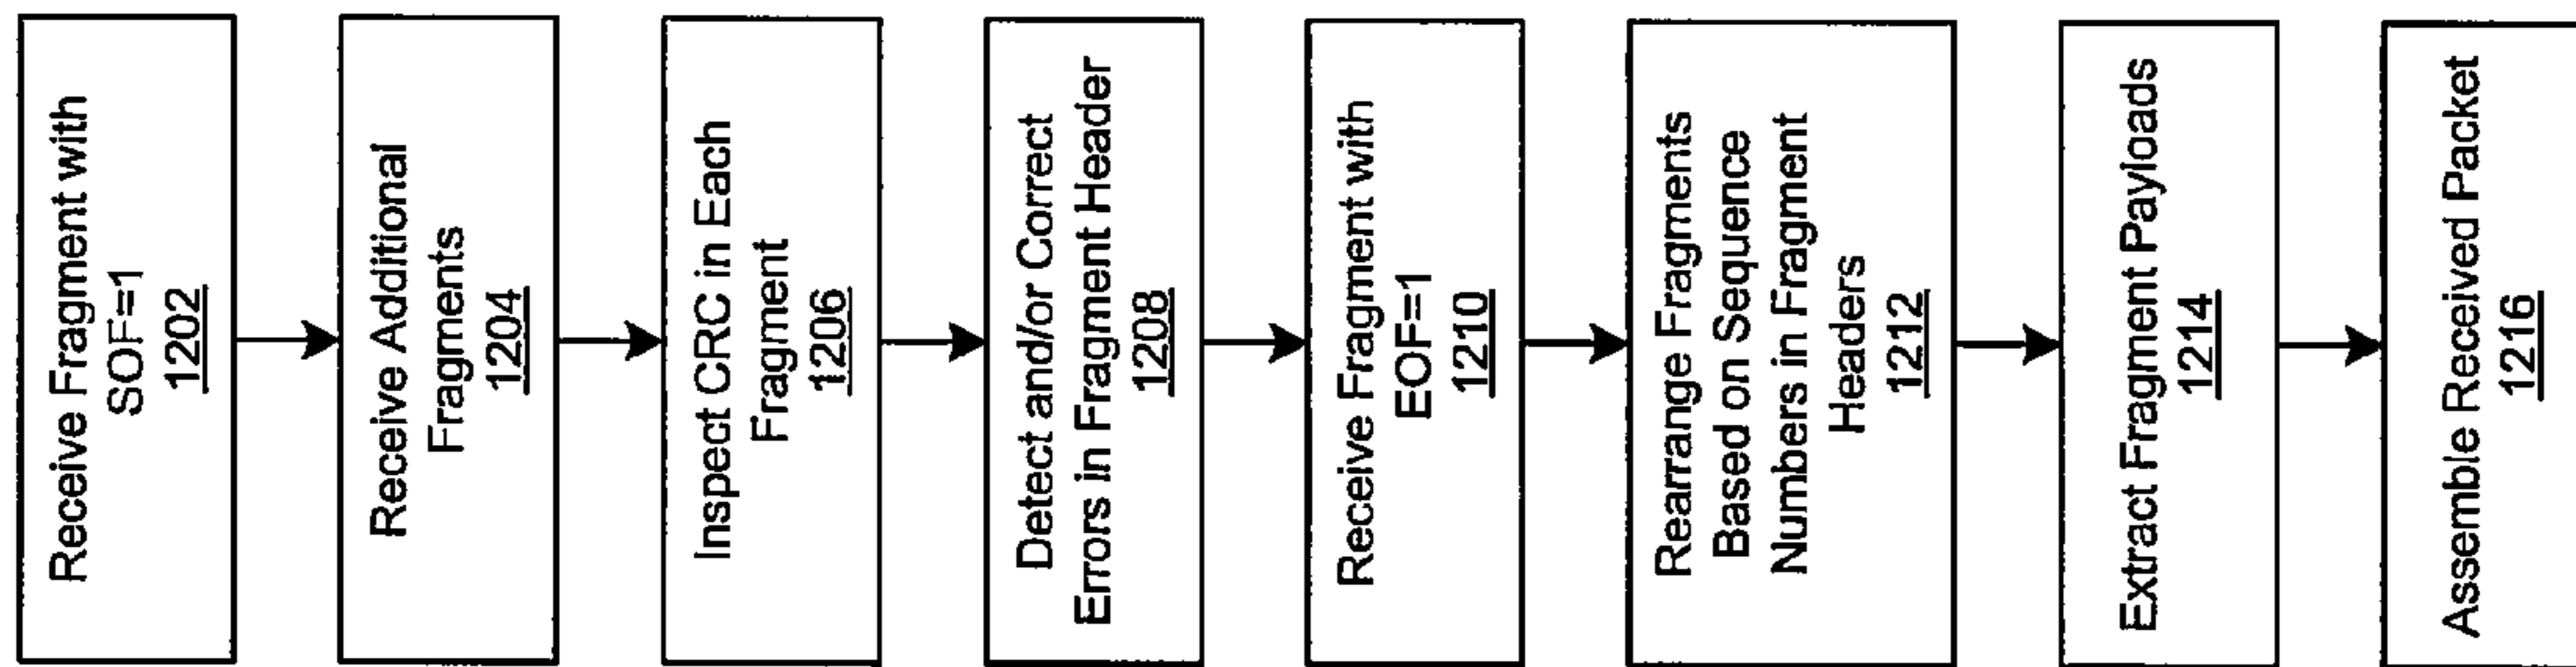 Receive Fragment with
SOF=1
1202
Receive Additional
Fragments
1204
Inspect CRC in Each
Fragment
1206
Detect and/or Correct
Errors in Fragment Header
1208
Receive Fragment with
EOF=1
1210
Rearrange Fragments
Based on Sequence
Numbers in Fragment
Headers
1212
Extract Fragment Payloads
1214
Assemble Received Packet
1216